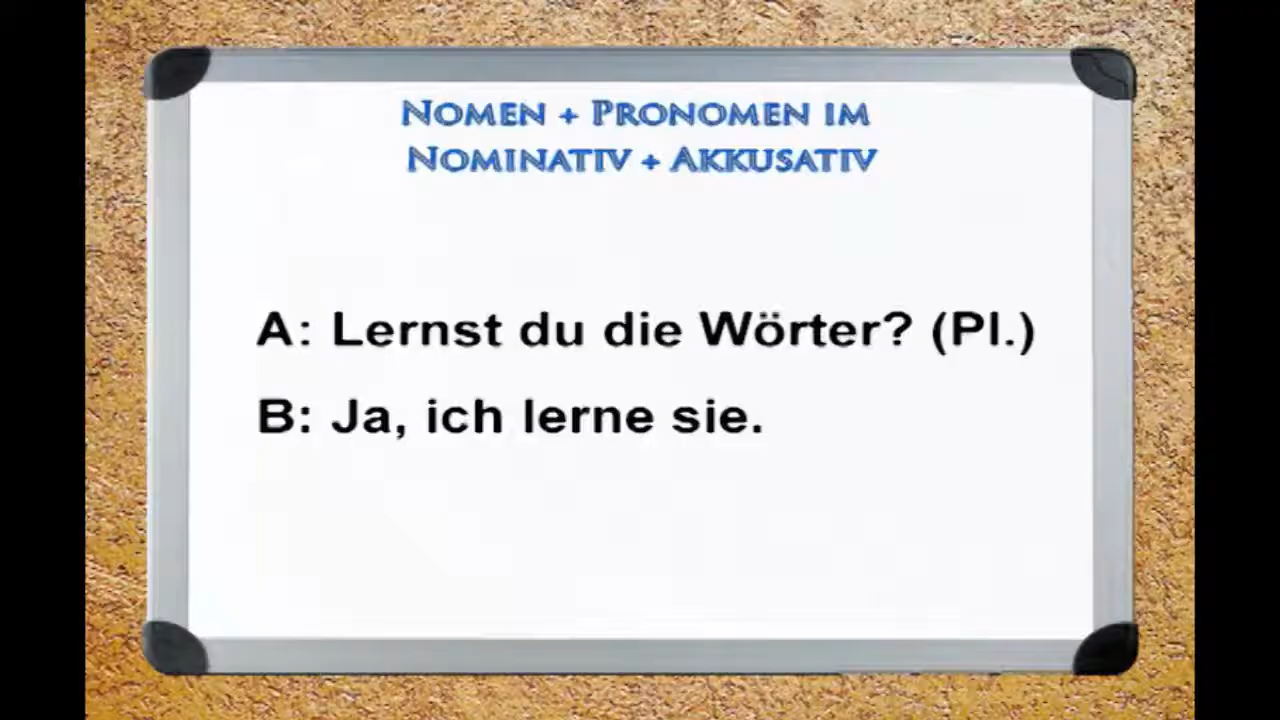 NOMEN + PRONOMEN IM
NOMINATIV + AKKUSATIV
A: Lernst du die Wörter? (Pl.)
B: Ja, ich lerne sie.